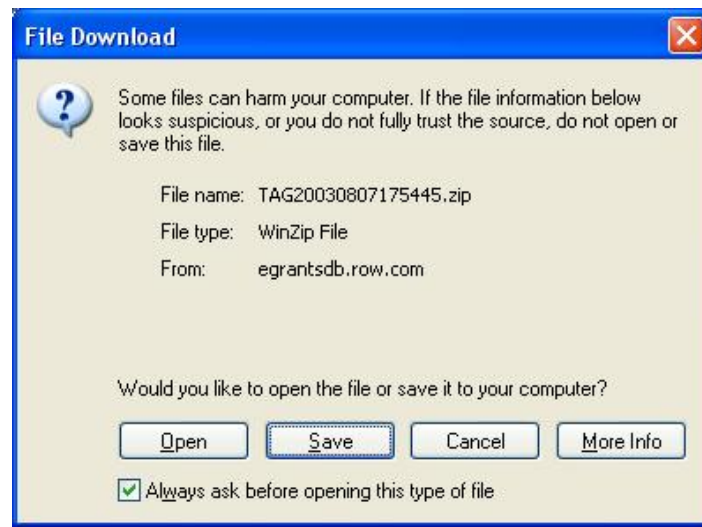 File Download
Some files can harm your computer. If the file information below
looks suspicious, or you do not fully trust the source, do not open or
save this file.
File name: TAG20030807175445.zip
File type: WinZip File
From: egrantsdb.row.com
Would you like to open the file or save it to your computer?
Open Save Cancel More Info
Always ask before opening this type of file